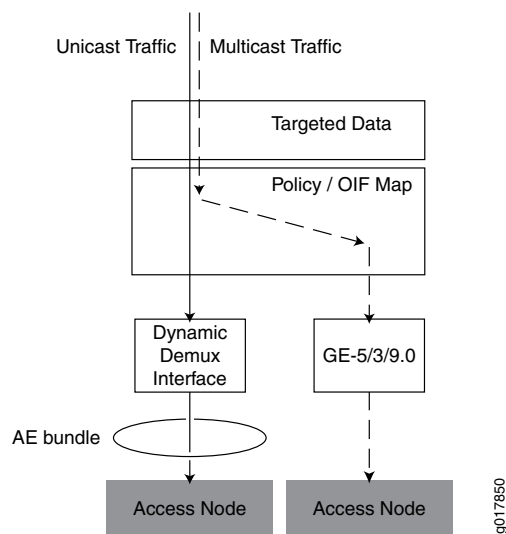 Unicast Traffic
Multicast Traffic
Targeted Data
Policy / OIF Map
Dynamic
Demux
Interface
GE-5/3/9.0
AE bundle
Access Node
Access Node
g017850